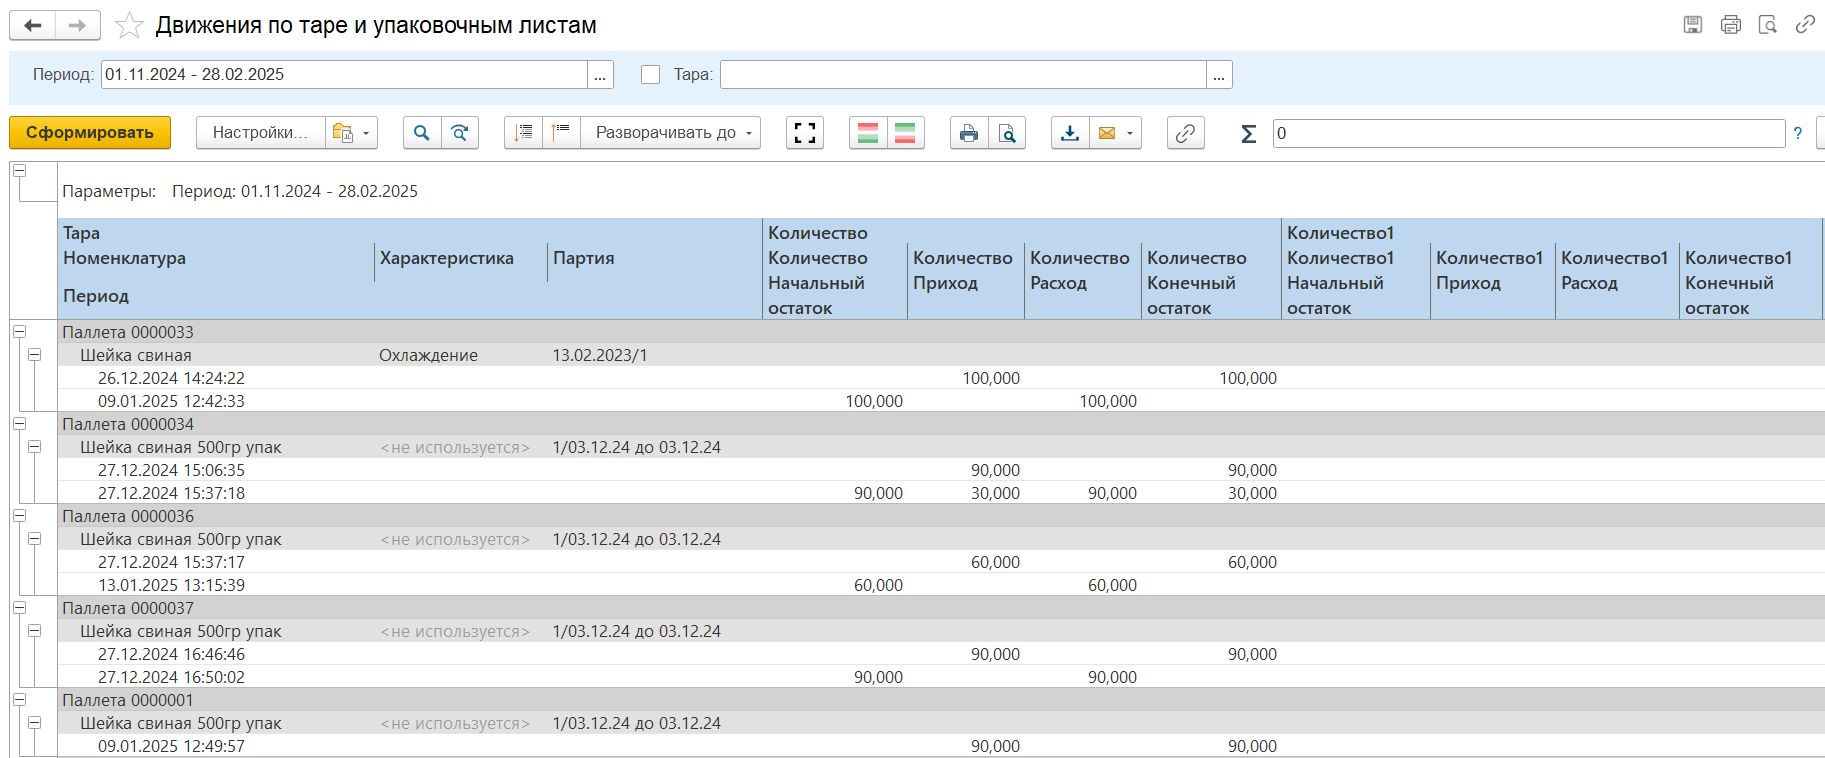 Движения по таре и упаковочным листам
Период: 01.11.2024 - 28.02.2025 ... Тара: ...
Сформировать Настройки... Разворачивать до Σ 0 ?
Параметры: Период: 01.11.2024 - 28.02.2025
Тара Количество Количество1
Номенклатура Характеристика Партия Количество Количество Количество Количество Количество1 Количество1 Количество1 Количество1
Начальный Приход Расход Конечный Начальный Приход Расход Конечный
Период
остаток остаток остаток остаток
Паллета 0000033
Шейка свиная Охлаждение 13.02.2023/1
26.12.2024 14:24:22 100,000 100,000
09.01.2025 12:42:33 100,000 100,000
Паллета 0000034
Шейка свиная 500гр упак <не используется> 1/03.12.24 до 03.12.24
27.12.2024 15:06:35 90,000 90,000
27.12.2024 15:37:18 90,000 30,000 90,000 30,000
Паллета 0000036
Шейка свиная 500гр упак <не используется> 1/03.12.24 до 03.12.24
27.12.2024 15:37:17 60,000 60,000
13.01.2025 13:15:39 60,000 60,000
Паллета 0000037
Шейка свиная 500гр упак <не используется> 1/03.12.24 до 03.12.24
27.12.2024 16:46:46 90,000 90,000
27.12.2024 16:50:02 90,000 90,000
Паллета 0000001
Шейка свиная 500гр упак <не используется> 1/03.12.24 до 03.12.24
09.01.2025 12:49:57 90,000 90,000